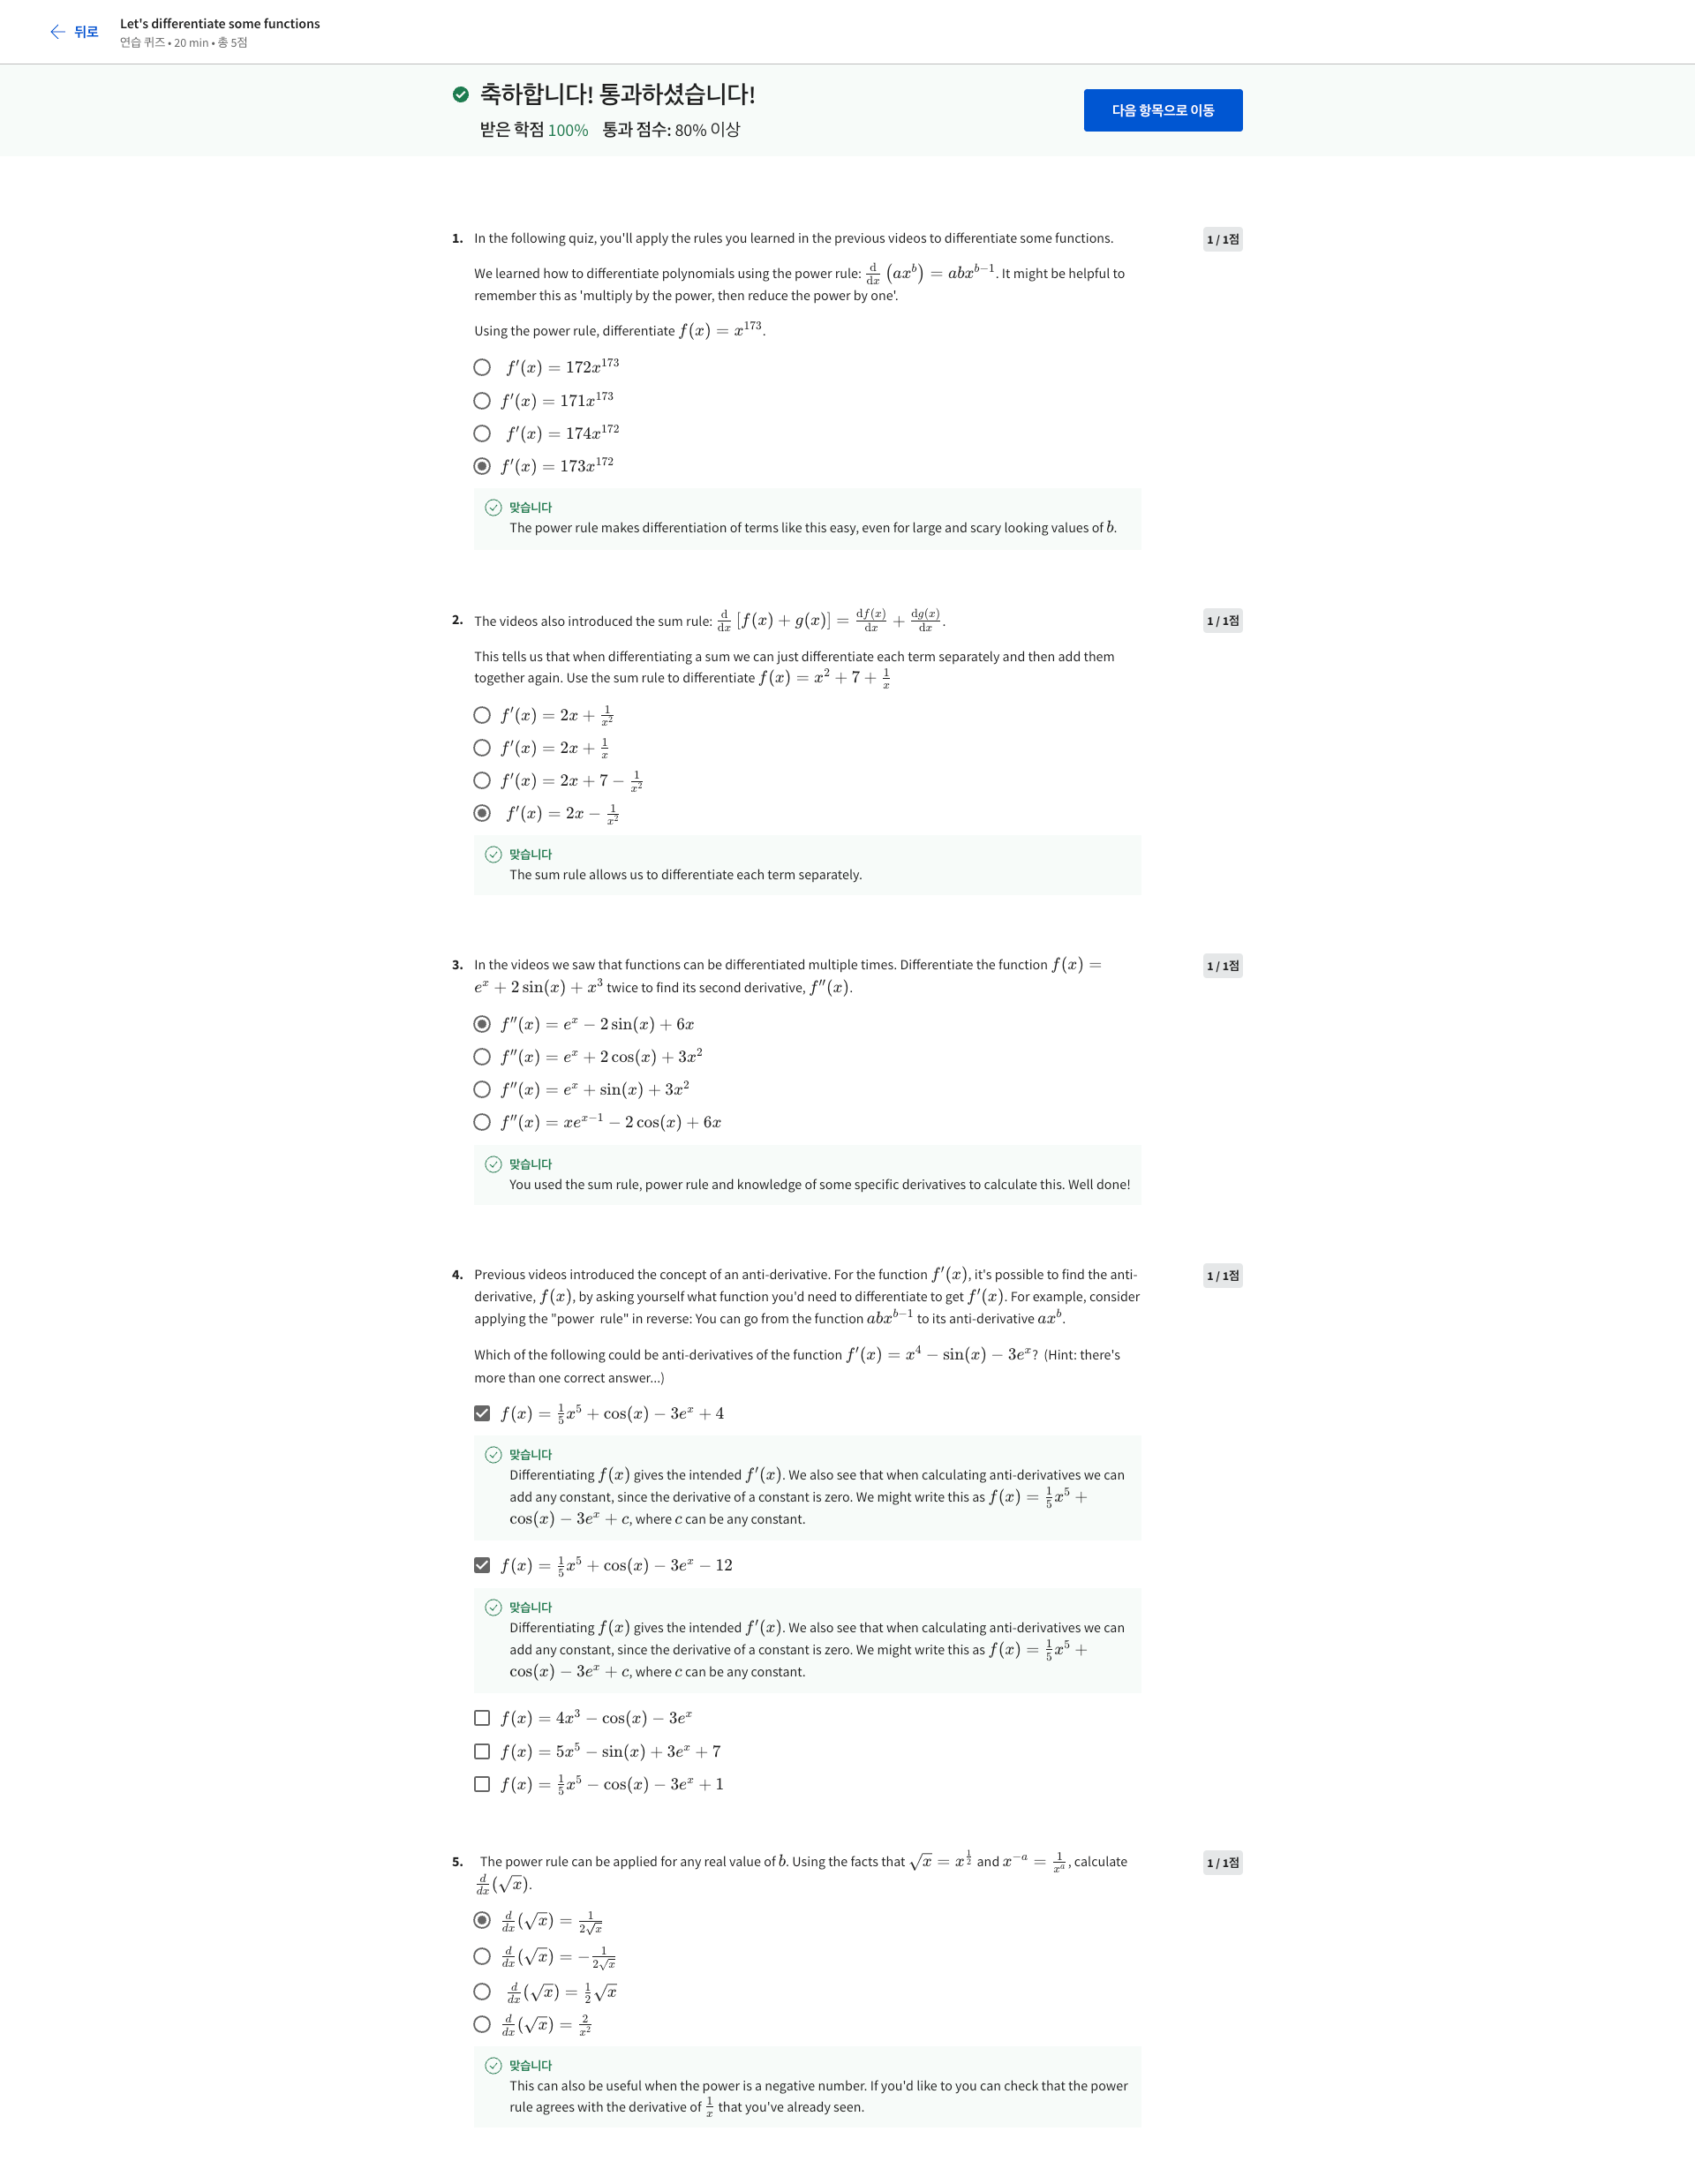 뒤로
Let's differentiate some functions
연습 퀴즈 • 20 min • 총 5점
축하합니다! 통과하셨습니다!
받은 학점 100% 통과 점수: 80% 이상
다음 항목으로 이동
1. In the following quiz, you'll apply the rules you learned in the previous videos to differentiate some functions.
1 / 1점
We learned how to differentiate polynomials using the power rule: $\frac{\mathrm{d}}{\mathrm{d}x}\left(ax^b\right) = abx^{b-1}$. It might be helpful to
remember this as 'multiply by the power, then reduce the power by one'.
Using the power rule, differentiate $f(x) = x^{173}$.
$f'(x) = 172x^{173}$
$f'(x) = 171x^{173}$
$f'(x) = 174x^{172}$
$f'(x) = 173x^{172}$
맞습니다
The power rule makes differentiation of terms like this easy, even for large and scary looking values of $b$.
2. The videos also introduced the sum rule: $\frac{\mathrm{d}}{\mathrm{d}x}\left[f(x) + g(x)\right] = \frac{\mathrm{d}f(x)}{\mathrm{d}x} + \frac{\mathrm{d}g(x)}{\mathrm{d}x}$.
1 / 1점
This tells us that when differentiating a sum we can just differentiate each term separately and then add them
together again. Use the sum rule to differentiate $f(x) = x^2 + 7 + \frac{1}{x}$
$f'(x) = 2x + \frac{1}{x^2}$
$f'(x) = 2x + \frac{1}{x}$
$f'(x) = 2x + 7 - \frac{1}{x^2}$
$f'(x) = 2x - \frac{1}{x^2}$
맞습니다
The sum rule allows us to differentiate each term separately.
3. In the videos we saw that functions can be differentiated multiple times. Differentiate the function $f(x) =$
1 / 1점
$e^x + 2\sin(x) + x^3$ twice to find its second derivative, $f''(x)$.
$f''(x) = e^x - 2\sin(x) + 6x$
$f''(x) = e^x + 2\cos(x) + 3x^2$
$f''(x) = e^x + \sin(x) + 3x^2$
$f''(x) = xe^{x-1} - 2\cos(x) + 6x$
맞습니다
You used the sum rule, power rule and knowledge of some specific derivatives to calculate this. Well done!
4. Previous videos introduced the concept of an anti-derivative. For the function $f'(x)$, it's possible to find the anti-
1 / 1점
derivative, $f(x)$, by asking yourself what function you'd need to differentiate to get $f'(x)$. For example, consider
applying the "power rule" in reverse: You can go from the function $abx^{b-1}$ to its anti-derivative $ax^b$.
Which of the following could be anti-derivatives of the function $f'(x) = x^4 - \sin(x) - 3e^x$? (Hint: there's
more than one correct answer...)
$f(x) = \frac{1}{5}x^5 + \cos(x) - 3e^x + 4$
맞습니다
Differentiating $f(x)$ gives the intended $f'(x)$. We also see that when calculating anti-derivatives we can
add any constant, since the derivative of a constant is zero. We might write this as $f(x) = \frac{1}{5}x^5 +$
$\cos(x) - 3e^x + c$, where $c$ can be any constant.
$f(x) = \frac{1}{5}x^5 + \cos(x) - 3e^x - 12$
맞습니다
Differentiating $f(x)$ gives the intended $f'(x)$. We also see that when calculating anti-derivatives we can
add any constant, since the derivative of a constant is zero. We might write this as $f(x) = \frac{1}{5}x^5 +$
$\cos(x) - 3e^x + c$, where $c$ can be any constant.
$f(x) = 4x^3 - \cos(x) - 3e^x$
$f(x) = 5x^5 - \sin(x) + 3e^x + 7$
$f(x) = \frac{1}{5}x^5 - \cos(x) - 3e^x + 1$
5. The power rule can be applied for any real value of $b$. Using the facts that $\sqrt{x} = x^{\frac{1}{2}}$ and $x^{-a} = \frac{1}{x^a}$, calculate
1 / 1점
$\frac{d}{dx}(\sqrt{x})$.
$\frac{d}{dx}(\sqrt{x}) = \frac{1}{2\sqrt{x}}$
$\frac{d}{dx}(\sqrt{x}) = -\frac{1}{2\sqrt{x}}$
$\frac{d}{dx}(\sqrt{x}) = \frac{1}{2}\sqrt{x}$
$\frac{d}{dx}(\sqrt{x}) = \frac{2}{x^2}$
맞습니다
This can also be useful when the power is a negative number. If you'd like to you can check that the power
rule agrees with the derivative of $\frac{1}{x}$ that you've already seen.